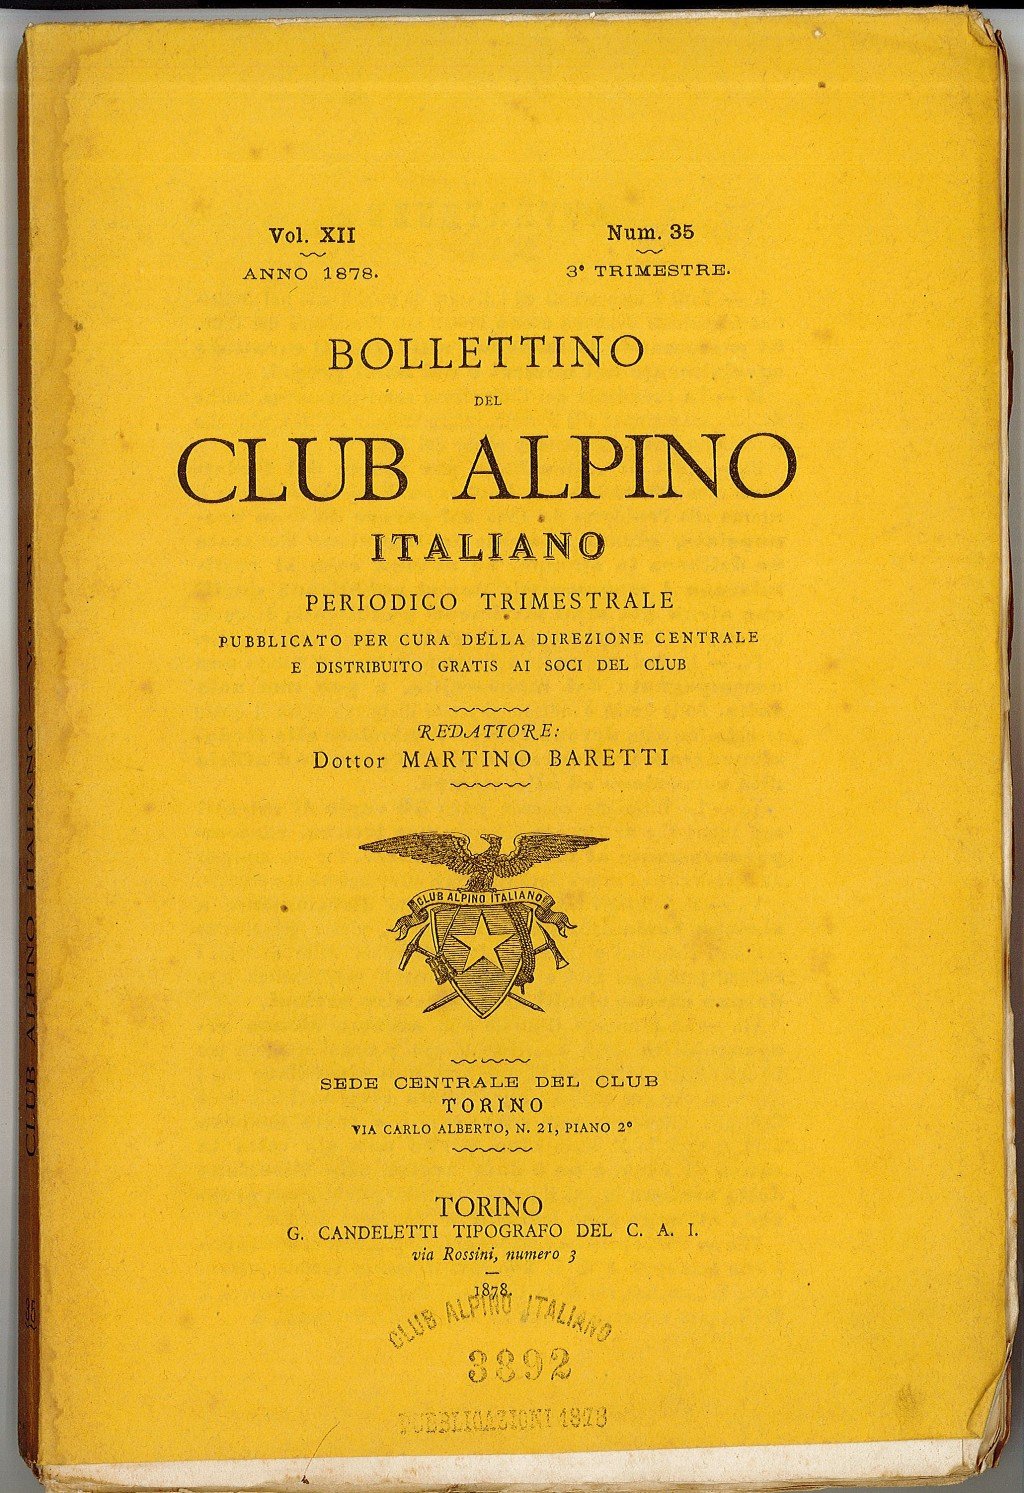 Vol. XII
ANNO 1878.
Num. 35
3º TRIMESTRE.
BOLLETTINO
DEL
CLUB ALPINO
ITALIANO
PERIODICO TRIMESTRALE
PUBBLICATO PER CURA DELLA DIREZIONE CENTRALE
E DISTRIBUITO GRATIS AI SOCI DEL CLUB
REDATTORE:
Dottor MARTINO BARETTI
CLUB ALPINO ITALIANO
SEDE CENTRALE DEL CLUB
TORINO
VIA CARLO ALBERTO, N. 21, PIANO 2º
TORINO
G. CANDELETTI TIPOGRAFO DEL C. A. I.
via Rossini, numero 3
1878.
CLUB ALPINO ITALIANO
3892
PUBBLICAZIONI 1878
CLUB ALPINO ITALIANO
35